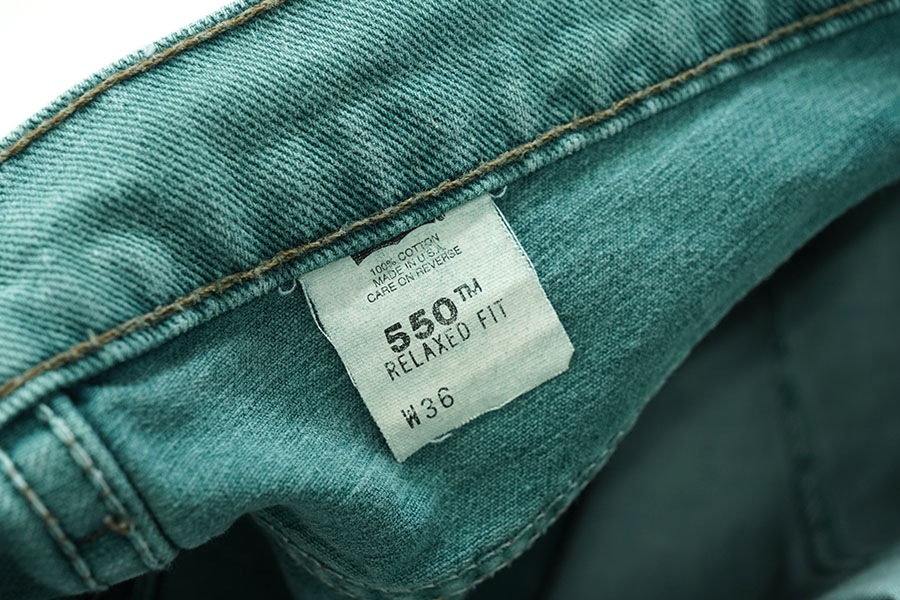 100% COTTON
MADE IN U.S.A.
CARE ON REVERSE
550™
RELAXED FIT
W36